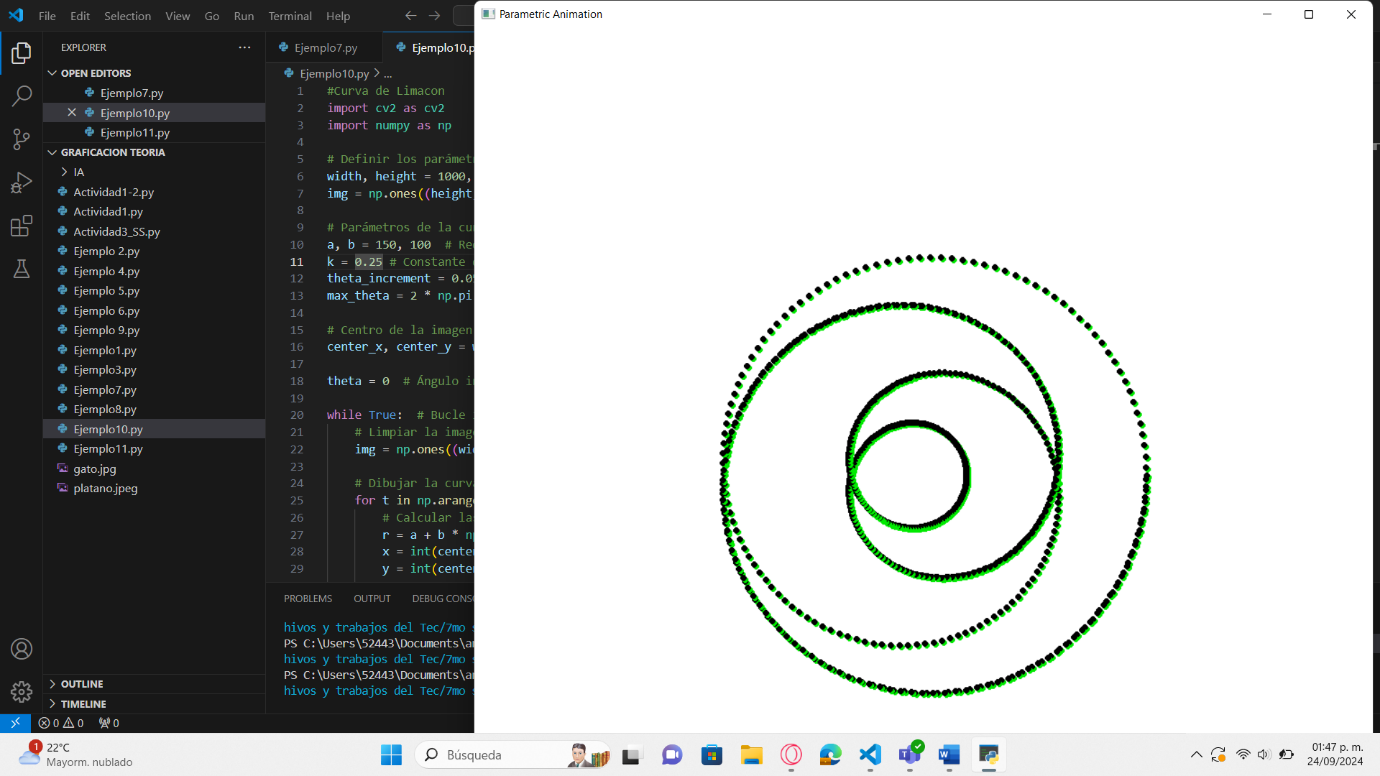 File Edit Selection View Go Run Terminal Help
Parametric Animation
EXPLORER
OPEN EDITORS
Ejemplo7.py
Ejemplo10.py
Ejemplo11.py
GRAFICACION TEORIA
IA
Actividad1-2.py
Actividad1.py
Actividad3_SS.py
Ejemplo 2.py
Ejemplo 4.py
Ejemplo 5.py
Ejemplo 6.py
Ejemplo 9.py
Ejemplo1.py
Ejemplo3.py
Ejemplo7.py
Ejemplo8.py
Ejemplo10.py
Ejemplo11.py
gato.jpg
platano.jpeg
OUTLINE
TIMELINE
Ejemplo7.py Ejemplo10.p
Ejemplo10.py > ...
1 #Curva de Limacon
2 import cv2 as cv2
3 import numpy as np
4
5 # Definir los parámet
6 width, height = 1000,
7 img = np.ones((height
8
9 # Parámetros de la cu
10 a, b = 150, 100 # Re
11 k = 0.25 # Constante
12 theta_increment = 0.0
13 max_theta = 2 * np.pi
14
15 # Centro de la imagen
16 center_x, center_y =
17
18 theta = 0 # Ángulo i
19
20 while True: # Bucle
21 # Limpiar la image
22 img = np.ones((wi
23
24 # Dibujar la curv
25 for t in np.arang
26 # Calcular la
27 r = a + b * np
28 x = int(cente
29 y = int(cente
PROBLEMS OUTPUT DEBUG CONS
hivos y trabajos del Tec/7mo s
PS C:\Users\52443\Documents\a
hivos y trabajos del Tec/7mo s
PS C:\Users\52443\Documents\a
hivos y trabajos del Tec/7mo s
0 0 0
1
22°C
Mayorm. nublado
Búsqueda
01:47 p. m.
24/09/2024